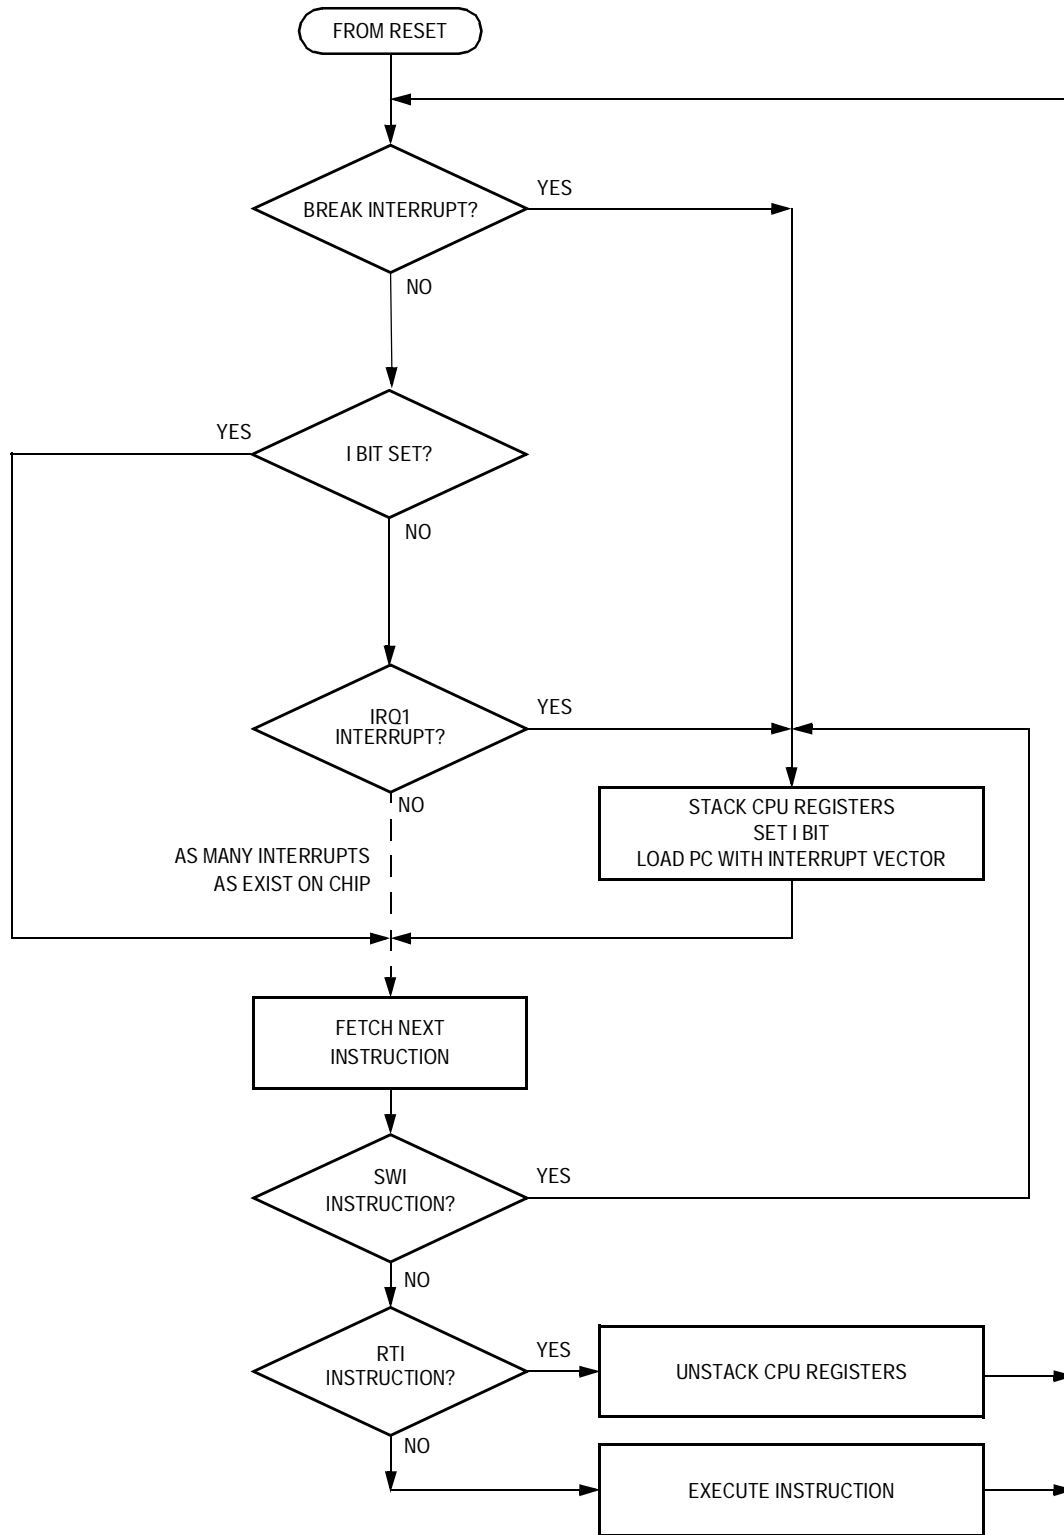 FROM RESET
BREAK INTERRUPT?
YES
NO
YES
I BIT SET?
NO
IRQ1
INTERRUPT?
YES
NO
STACK CPU REGISTERS
SET I BIT
LOAD PC WITH INTERRUPT VECTOR
AS MANY INTERRUPTS
AS EXIST ON CHIP
FETCH NEXT
INSTRUCTION
SWI
INSTRUCTION?
YES
NO
RTI
INSTRUCTION?
YES
UNSTACK CPU REGISTERS
NO
EXECUTE INSTRUCTION